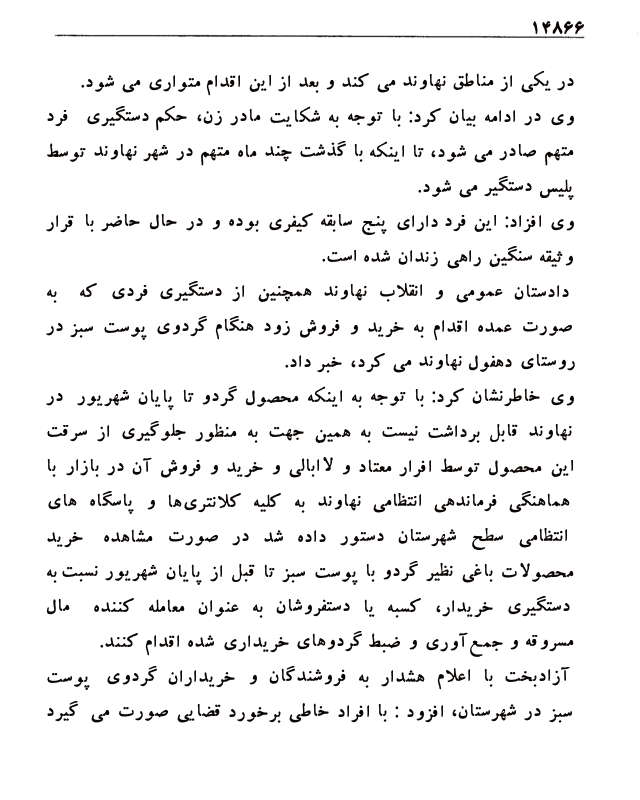 ۱۴۸۶۶
در یکی از مناطق نهاوند می کند و بعد از این اقدام متواری می شود.
وی در ادامه بیان کرد: با توجه به شکایت مادر زن، حکم دستگیری فرد
متهم صادر می شود، تا اینکه با گذشت چند ماه متهم در شهر نهاوند توسط
پلیس دستگیر می شود.
وی افزاد: این فرد دارای پنج سابقه کیفری بوده و در حال حاضر با قرار
وثیقه سنگین راهی زندان شده است.
دادستان عمومی و انقلاب نهاوند همچنین از دستگیری فردی که به
صورت عمده اقدام به خرید و فروش زود هنگام گردوی پوست سبز در
روستای دهفول نهاوند می کرد، خبر داد.
وی خاطرنشان کرد: با توجه به اینکه محصول گردو تا پایان شهریور در
نهاوند قابل برداشت نیست به همین جهت به منظور جلوگیری از سرقت
این محصول توسط افرار معتاد و لاابالی و خرید و فروش آن در بازار با
هماهنگی فرماندهی انتظامی نهاوند به کلیه کلانتری‌ها و پاسگاه های
انتظامی سطح شهرستان دستور داده شد در صورت مشاهده خرید
محصولات باغی نظیر گردو با پوست سبز تا قبل از پایان شهریور نسبت به
دستگیری خریدار، کسبه یا دستفروشان به عنوان معامله کننده مال
مسروقه و جمع آوری و ضبط گردوهای خریداری شده اقدام کنند.
آزادبخت با اعلام هشدار به فروشندگان و خریداران گردوی پوست
سبز در شهرستان، افزود : با افراد خاطی برخورد قضایی صورت می گیرد